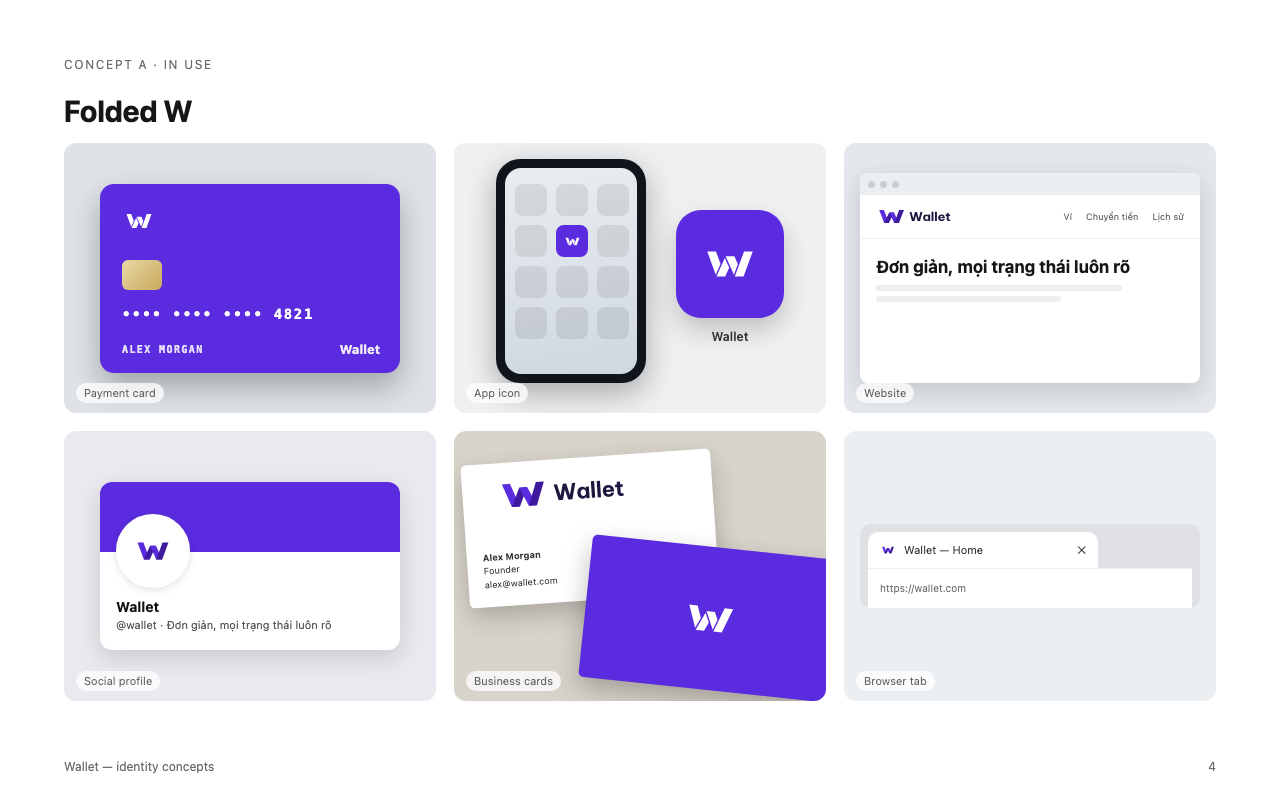 CONCEPT A · IN USE
Folded W
•••• •••• •••• 4821
ALEX MORGAN
Wallet
Payment card
Wallet
App icon
Wallet
Ví
Chuyển tiền
Lịch sử
Đơn giản, mọi trạng thái luôn rõ
Website
Wallet
@wallet · Đơn giản, mọi trạng thái luôn rõ
Social profile
Wallet
Alex Morgan
Founder
alex@wallet.com
Business cards
Wallet — Home
https://wallet.com
Browser tab
Wallet — identity concepts
4